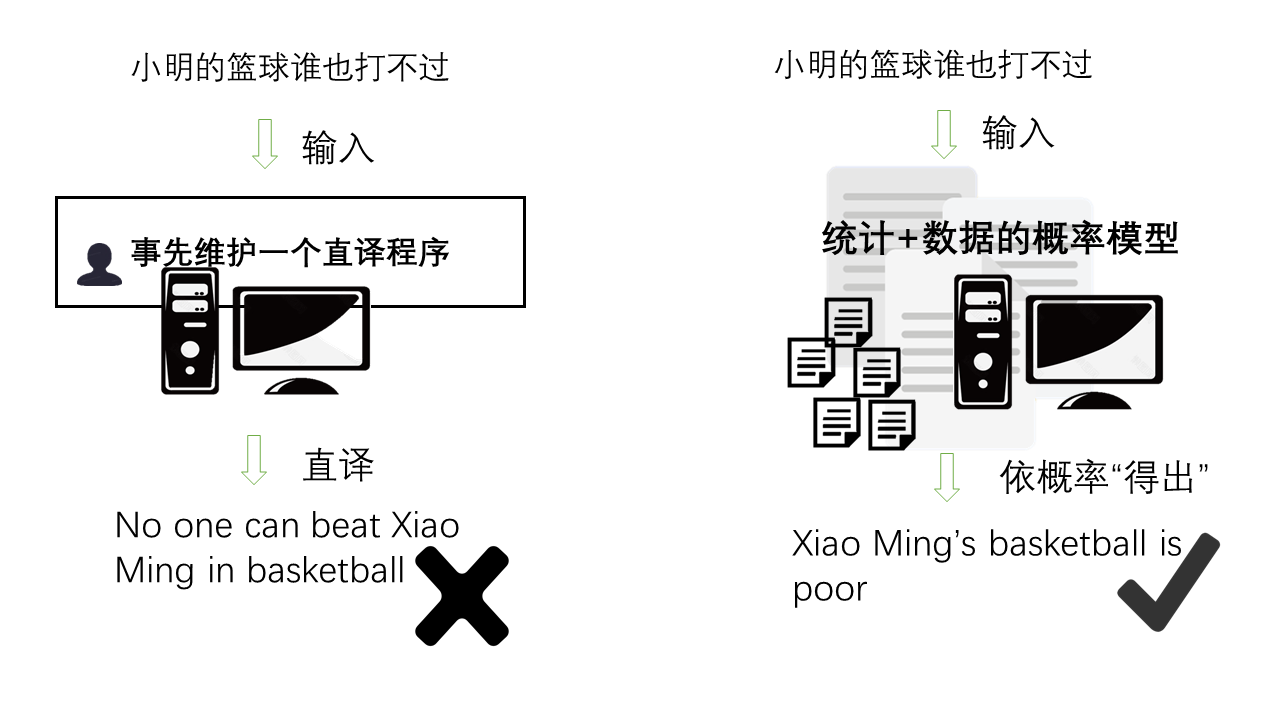 小明的篮球谁也打不过
输入
事先维护一个直译程序
直译
No one can beat Xiao
Ming in basketball
小明的篮球谁也打不过
输入
统计+数据的概率模型
依概率“得出”
Xiao Ming’s basketball is
poor